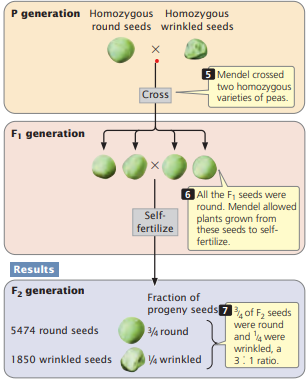 P generation
Homozygous round seeds
Homozygous wrinkled seeds
×
5 Mendel crossed
two homozygous
varieties of peas.
Cross
F1 generation
×
6 All the F1 seeds were
round. Mendel allowed
plants grown from
these seeds to self-
fertilize.
Self-
fertilize
Results
F2 generation
Fraction of
progeny seeds
5474 round seeds
3/4 round
1850 wrinkled seeds
1/4 wrinkled
7 3/4 of F2 seeds
were round
and 1/4 were
wrinkled, a
3 : 1 ratio.